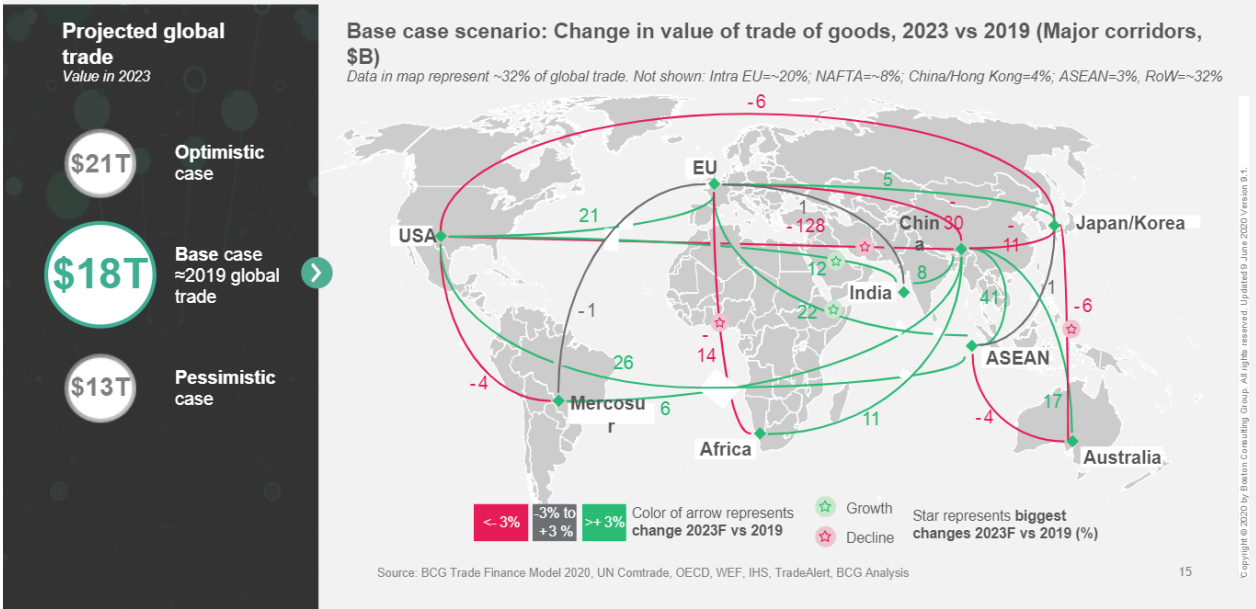 Projected global
trade
Value in 2023
$21T
Optimistic
case
$18T
Base case
≈2019 global
trade
$13T
Pessimistic
case
Base case scenario: Change in value of trade of goods, 2023 vs 2019 (Major corridors,
$B)
Data in map represent ~32% of global trade. Not shown: Intra EU=~20%; NAFTA=~8%; China/Hong Kong=4%; ASEAN=3%, RoW=~32%
-6
EU
5
21
1
-128
Chin
a
-
30
-
11
Japan/Korea
USA
12
8
India
41
1
-6
22
-1
-
14
ASEAN
26
-4
Mercosu
r
6
11
-4
17
Africa
Australia
<- 3%
-3% to
+3 %
>+ 3%
Color of arrow represents
change 2023F vs 2019
Growth
Decline
Star represents biggest
changes 2023F vs 2019 (%)
Source: BCG Trade Finance Model 2020, UN Comtrade, OECD, WEF, IHS, TradeAlert, BCG Analysis
15
Copyright © 2020 by Boston Consulting Group. All rights reserved. Updated 9 June 2020 Version 9.1.